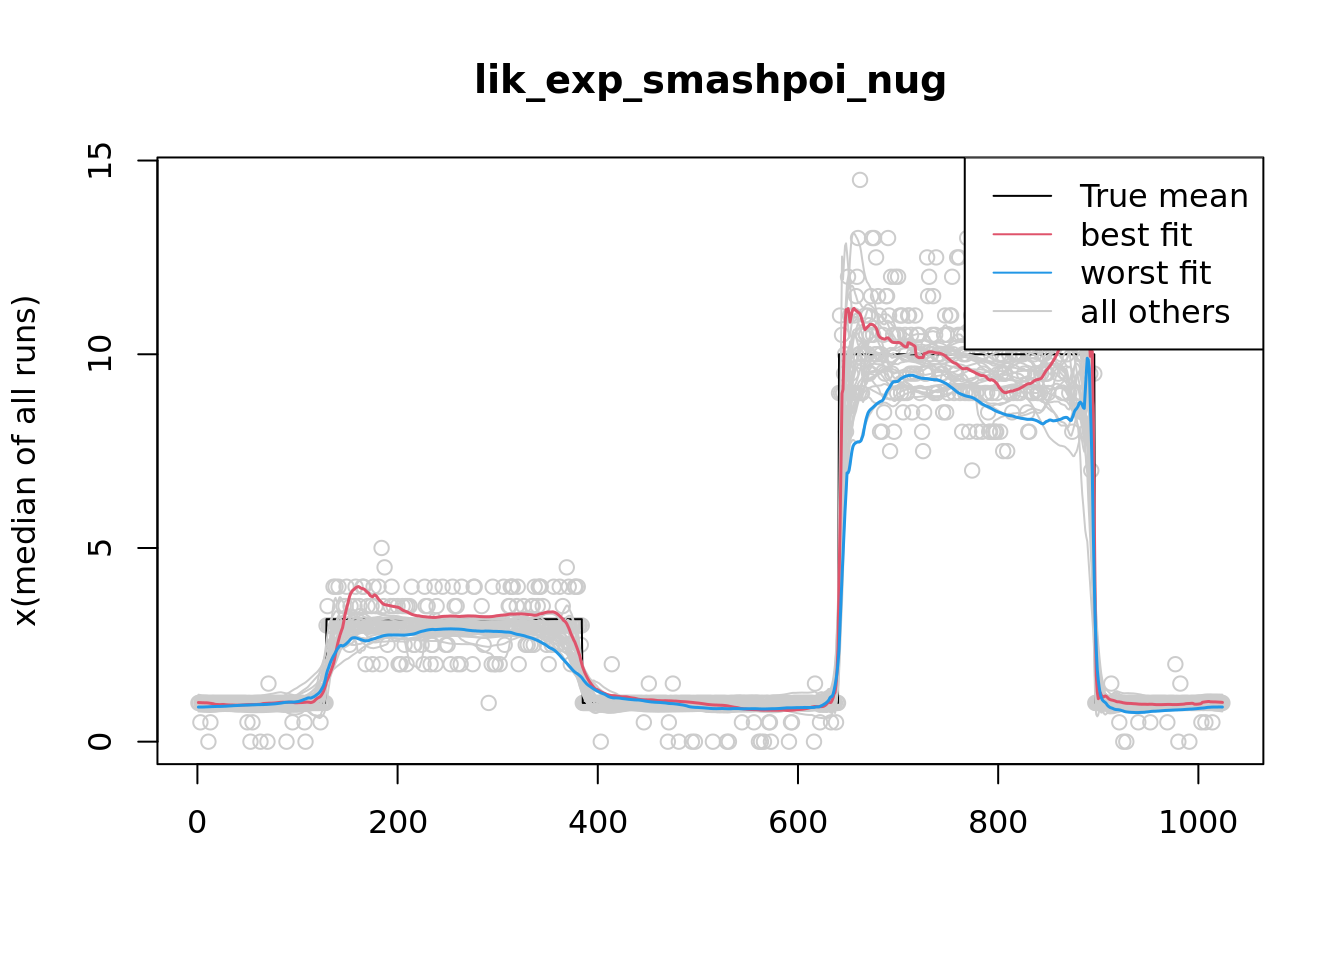 lik_exp_smashpoi_nug
x(median of all runs)
15
10
5
0
True mean
best fit
worst fit
all others
0 200 400 600 800 1000